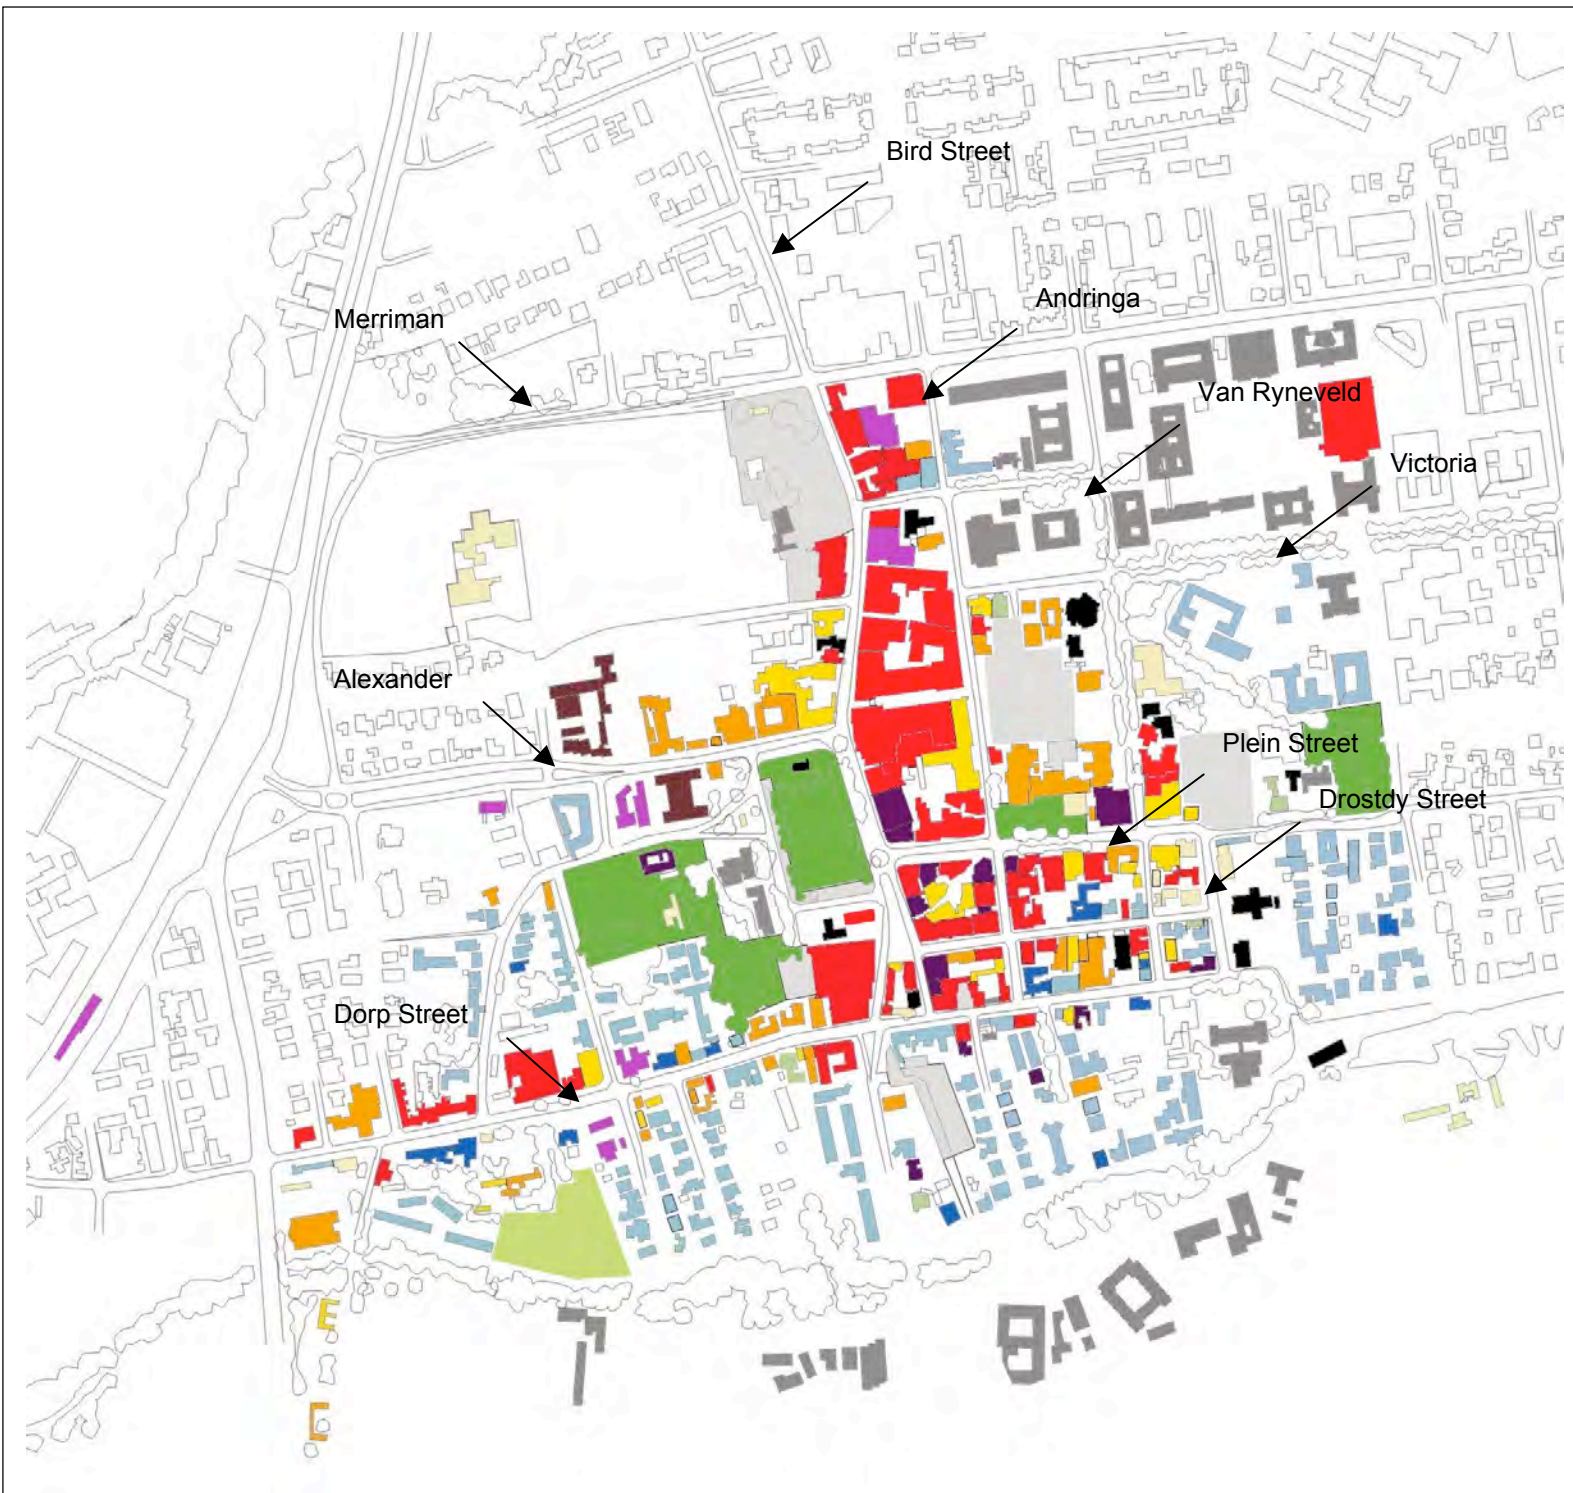 Bird Street
Andringa
Merriman
Van Ryneveld
Victoria
Alexander
Plein Street
Drostdy Street
Dorp Street